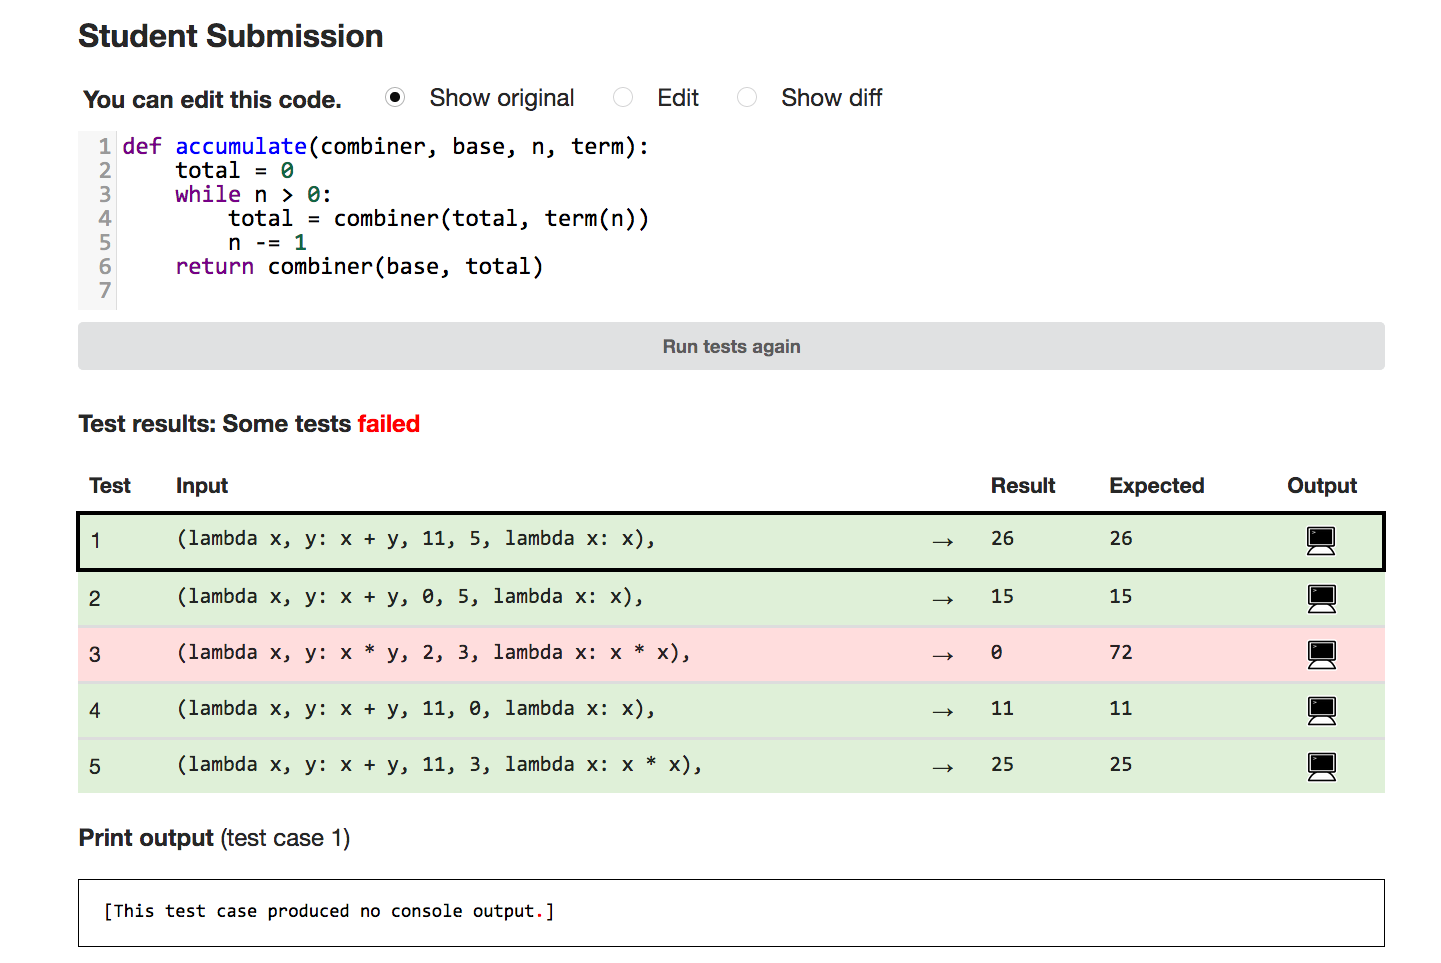 Student Submission
You can edit this code. Show original Edit Show diff
1 def accumulate(combiner, base, n, term):
2     total = 0
3     while n > 0:
4         total = combiner(total, term(n))
5         n -= 1
6     return combiner(base, total)
7
Run tests again
Test results: Some tests failed
Test Input Result Expected Output
1 (lambda x, y: x + y, 11, 5, lambda x: x), → 26 26
2 (lambda x, y: x + y, 0, 5, lambda x: x), → 15 15
3 (lambda x, y: x * y, 2, 3, lambda x: x * x), → 0 72
4 (lambda x, y: x + y, 11, 0, lambda x: x), → 11 11
5 (lambda x, y: x + y, 11, 3, lambda x: x * x), → 25 25
Print output (test case 1)
[This test case produced no console output.]